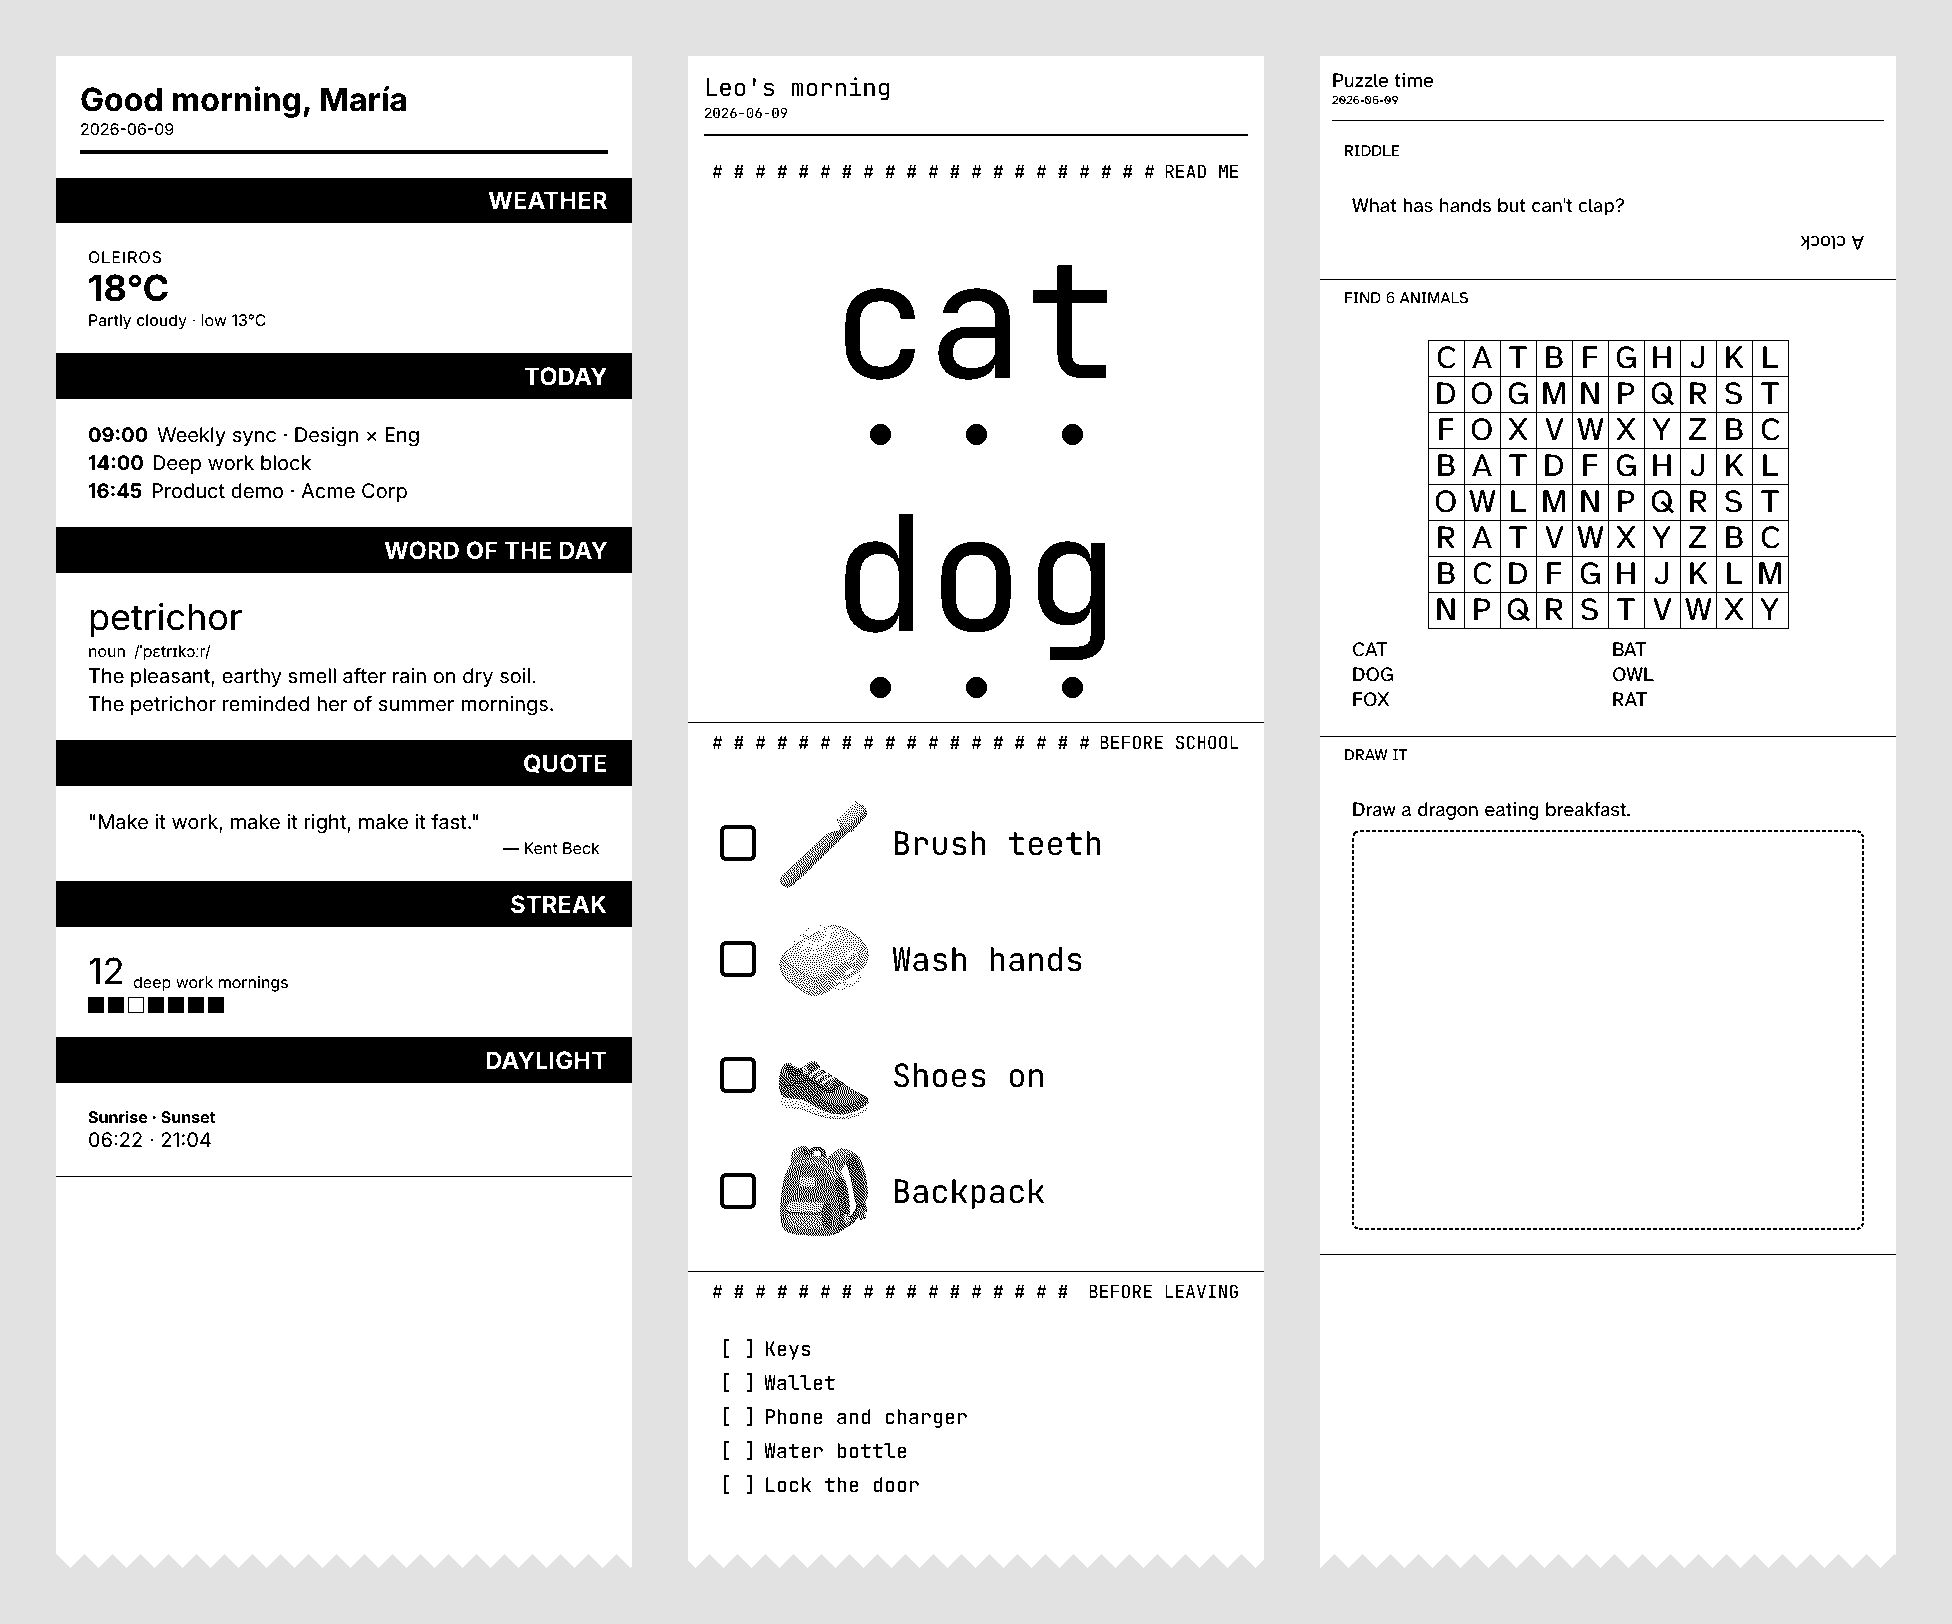 Good morning, María
2026-06-09
WEATHER
OLEIROS
18°C
Partly cloudy · low 13°C
TODAY
09:00 Weekly sync · Design × Eng
14:00 Deep work block
16:45 Product demo · Acme Corp
WORD OF THE DAY
petrichor
noun /ˈpɛtrɪkɔːr/
The pleasant, earthy smell after rain on dry soil.
The petrichor reminded her of summer mornings.
QUOTE
"Make it work, make it right, make it fast."
— Kent Beck
STREAK
12 deep work mornings
DAYLIGHT
Sunrise · Sunset
06:22 · 21:04
Leo's morning
2026-06-09
# # # # # # # # # # # # # # # # # # # # # READ ME
cat
dog
# # # # # # # # # # # # # # # # # # BEFORE SCHOOL
Brush teeth
Wash hands
Shoes on
Backpack
# # # # # # # # # # # # # # # # # BEFORE LEAVING
[ ] Keys
[ ] Wallet
[ ] Phone and charger
[ ] Water bottle
[ ] Lock the door
Puzzle time
2026-06-09
RIDDLE
What has hands but can't clap?
A clock
FIND 6 ANIMALS
C A T B F G H J K L
D O G M N P Q R S T
F O X V W X Y Z B C
B A T D F G H J K L
O W L M N P Q R S T
R A T V W X Y Z B C
B C D F G H J K L M
N P Q R S T V W X Y
CAT BAT
DOG OWL
FOX RAT
DRAW IT
Draw a dragon eating breakfast.